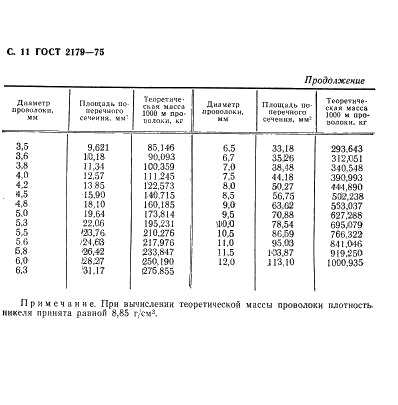 С. 11 ГОСТ 2179—75
Продолжение
Диаметр проволоки, мм | Площадь поперечного сечения, мм² | Теоретическая масса 1000 м проволоки, кг | Диаметр проволоки, мм | Площадь поперечного сечения, мм² | Теоретическая масса 1000 м проволоки, кг
3,5 9,621 85,146 6,5 33,18 293,643
3,6 10,18 90,093 6,7 35,26 312,051
3,8 11,34 100,359 7,0 38,48 340,548
4,0 12,57 111,245 7,5 44,18 390,993
4,2 13,85 122,573 8,0 50,27 444,890
4,5 15,90 140,715 8,5 56,75 502,238
4,8 18,10 160,185 9,0 63,62 563,037
5,0 19,64 173,814 9,5 70,88 627,288
5,3 22,06 195,231 10,0 78,54 695,079
5,5 23,76 210,276 10,5 86,59 766,322
5.6 24,63 217,976 11,0 95,03 841,046
5,8 26,42 233,847 11,5 103,87 919,250
6,0 28,27 250,190 12,0 113,10 1000,935
6,3 31,17 275,855
Примечание. При вычислении теоретической массы проволоки плотность
никеля принята равной 8,85 г/см³.